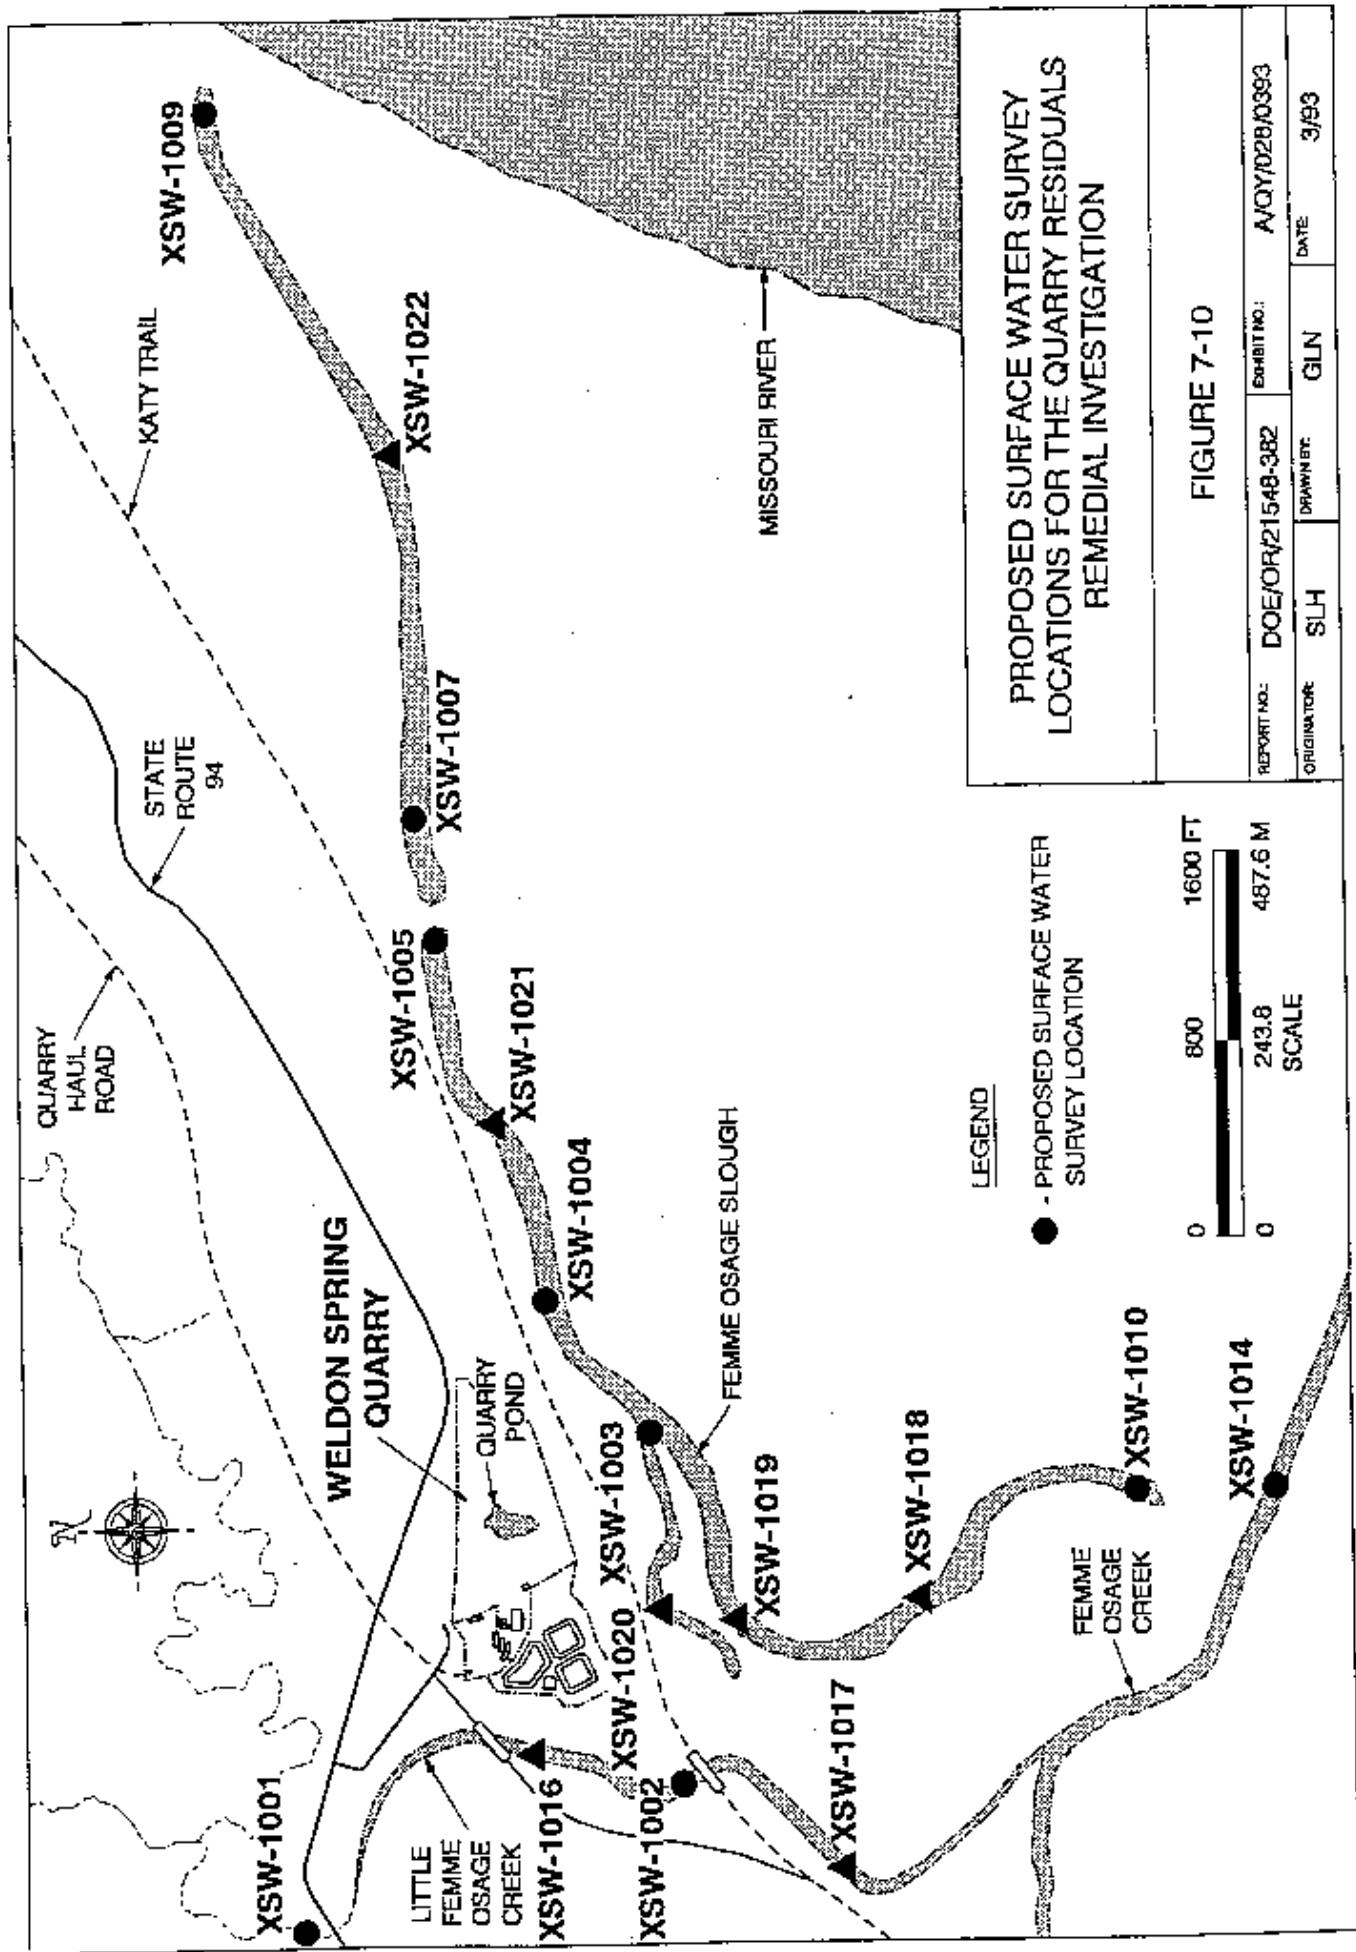 XSW-1009
KATY TRAIL
XSW-1022
MISSOURI RIVER
STATE
ROUTE
94
XSW-1007
QUARRY
HAUL
ROAD
XSW-1005
XSW-1021
XSW-1004
WELDON SPRING
QUARRY
QUARRY
POND
FEMME OSAGE SLOUGH
N
XSW-1003
XSW-1019
XSW-1018
XSW-1010
XSW-1014
XSW-1020
FEMME
OSAGE
CREEK
XSW-1001
LITTLE
FEMME
OSAGE
CREEK
XSW-1016
XSW-1002
XSW-1017
LEGEND
- PROPOSED SURFACE WATER
SURVEY LOCATION
0 800 1600 FT
0 243.8 487.6 M
SCALE
PROPOSED SURFACE WATER SURVEY
LOCATIONS FOR THE QUARRY RESIDUALS
REMEDIAL INVESTIGATION
FIGURE 7-10
REPORT NO.: DOE/OR/21548-382 EXHIBIT NO.: A/QY/028/0393
ORIGINATOR: SLH DRAWN BY: GLN DATE: 3/93